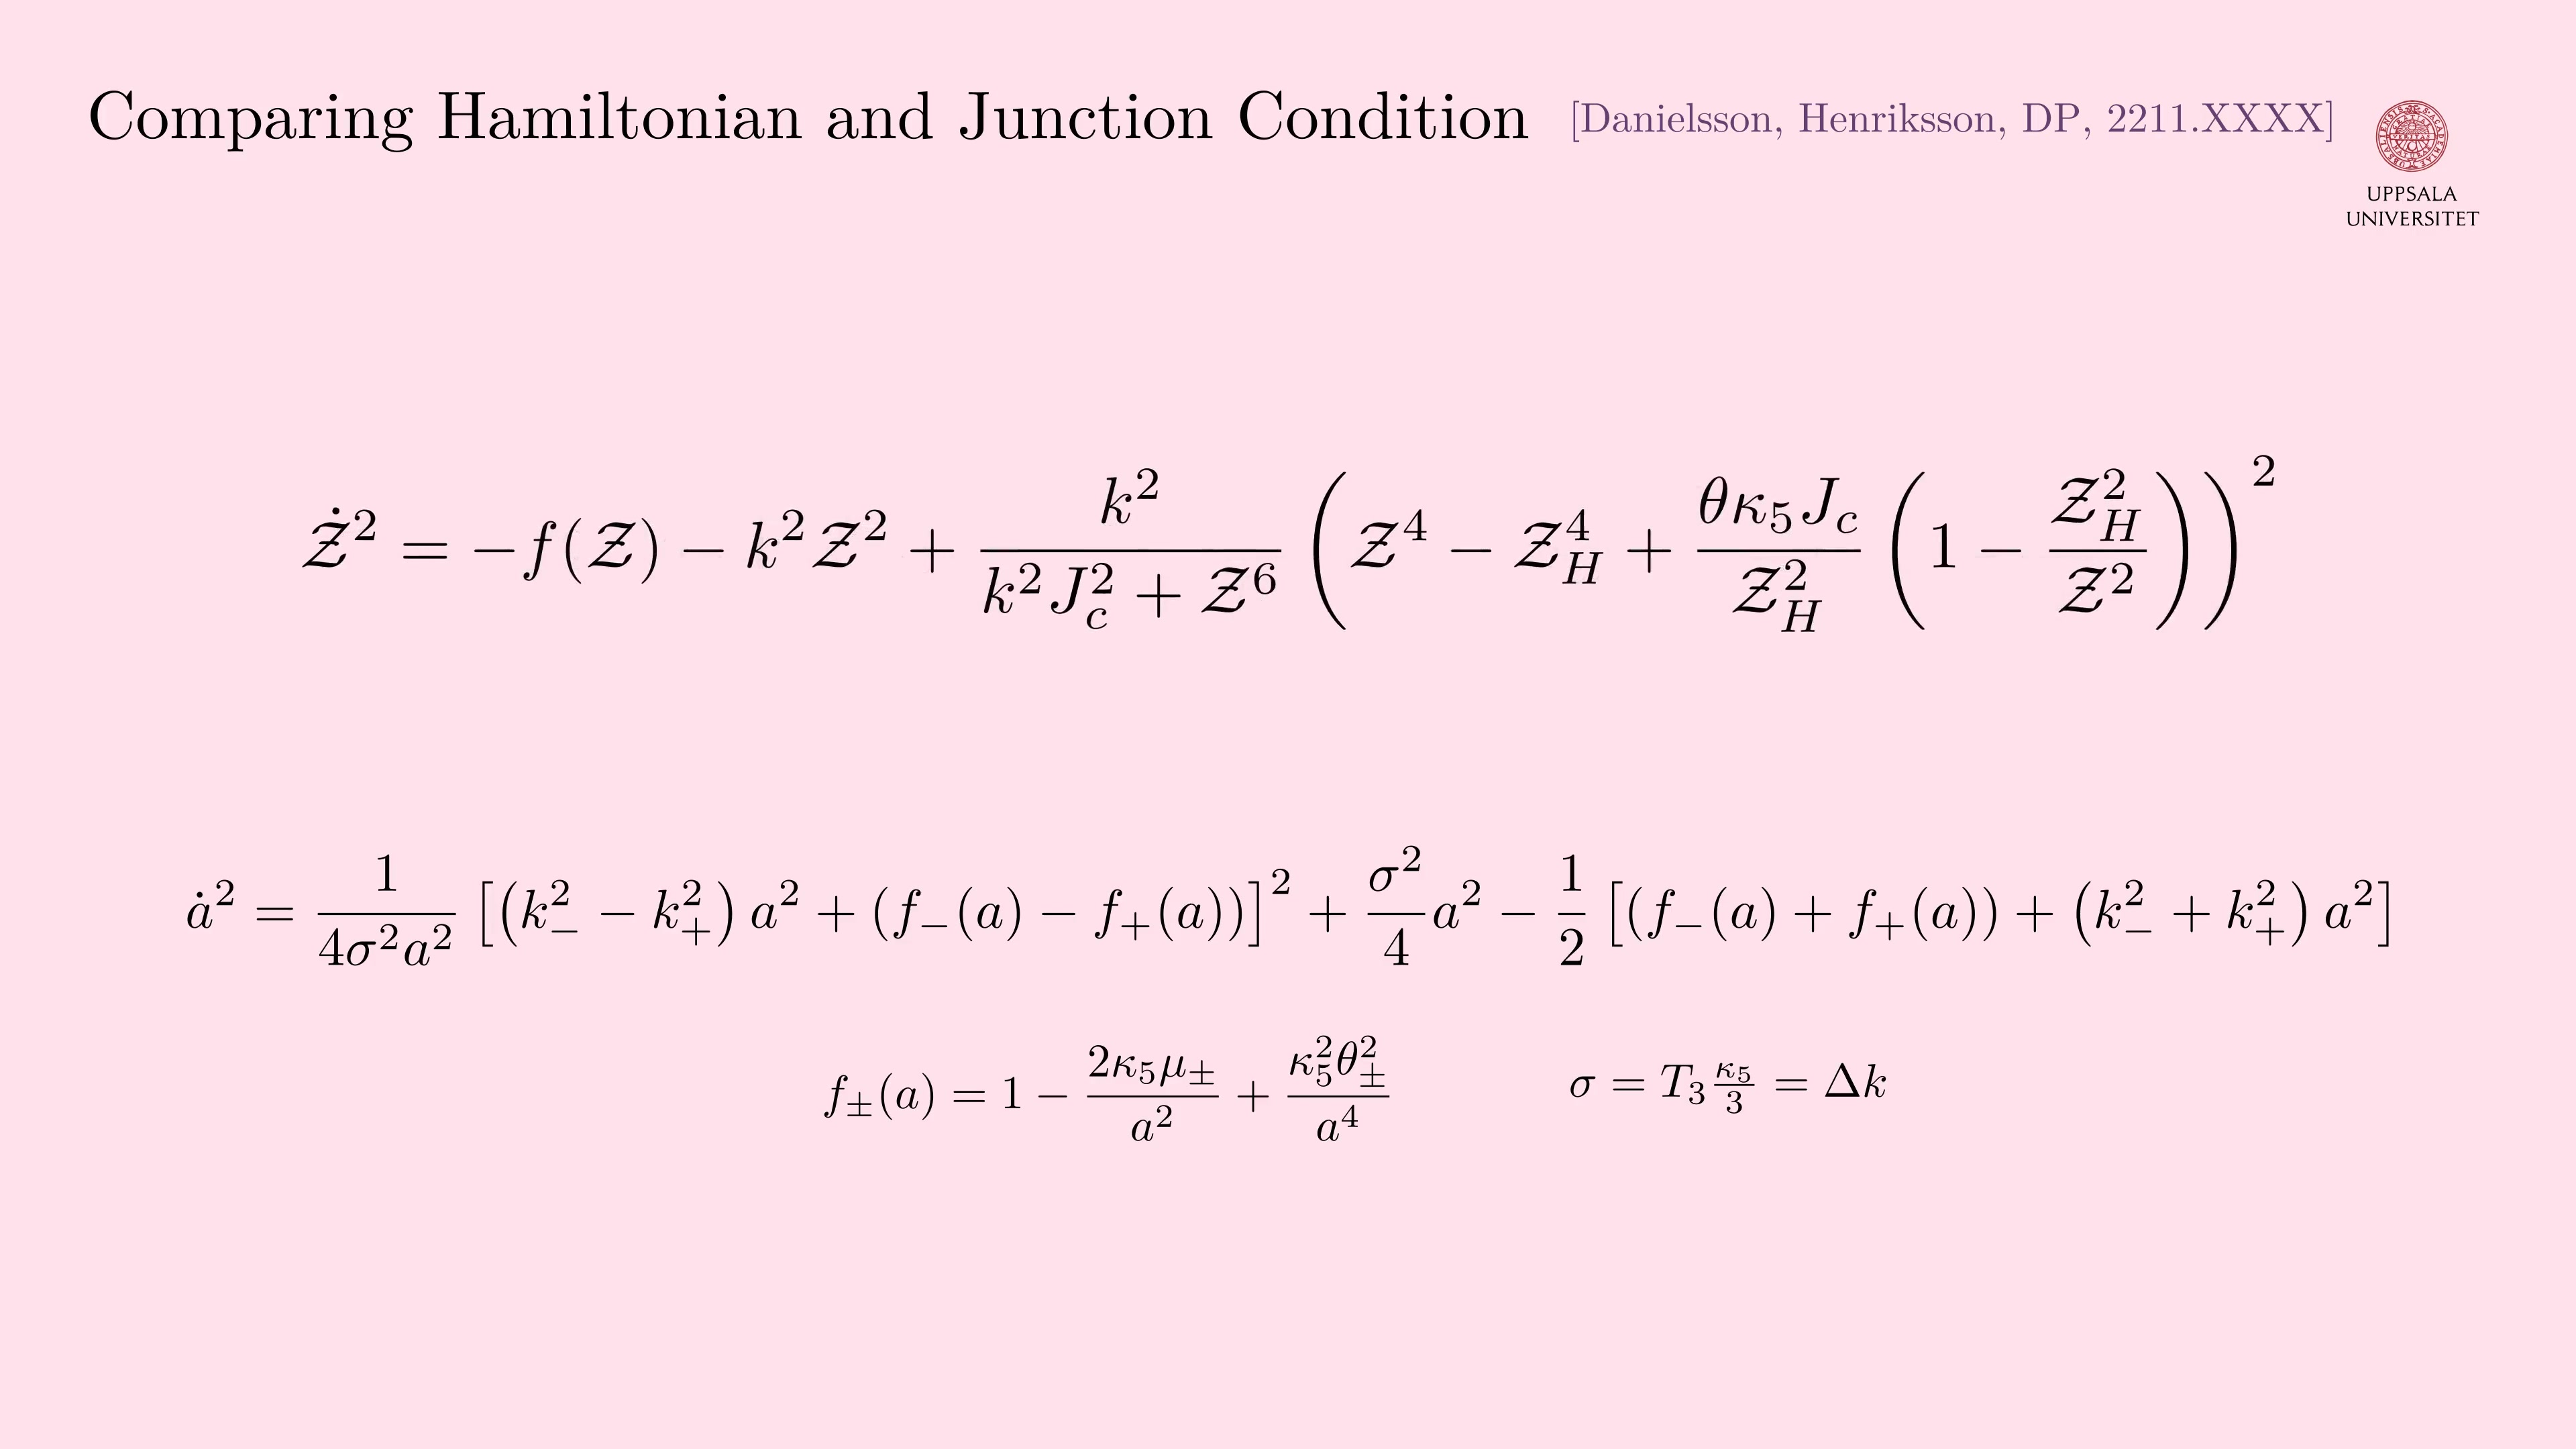 Comparing Hamiltonian and Junction Condition [Danielsson, Henriksson, DP, 2211.XXXX]
UPPSALA
UNIVERSITET
$\dot{\mathcal{Z}}^2 = -f(\mathcal{Z}) - k^2 \mathcal{Z}^2 + \frac{k^2}{k^2 J_c^2 + \mathcal{Z}^6} \left( \mathcal{Z}^4 - \mathcal{Z}_H^4 + \frac{\theta \kappa_5 J_c}{\mathcal{Z}_H^2} \left( 1 - \frac{\mathcal{Z}_H^2}{\mathcal{Z}^2} \right) \right)^2$
$\dot{a}^2 = \frac{1}{4\sigma^2 a^2} \left[ \left( k_-^2 - k_+^2 \right) a^2 + (f_-(a) - f_+(a)) \right]^2 + \frac{\sigma^2}{4} a^2 - \frac{1}{2} \left[ (f_-(a) + f_+(a)) + \left( k_-^2 + k_+^2 \right) a^2 \right]$
$f_\pm(a) = 1 - \frac{2\kappa_5 \mu_\pm}{a^2} + \frac{\kappa_5^2 \theta_\pm^2}{a^4}$ $\sigma = T_3 \frac{\kappa_5}{3} = \Delta k$